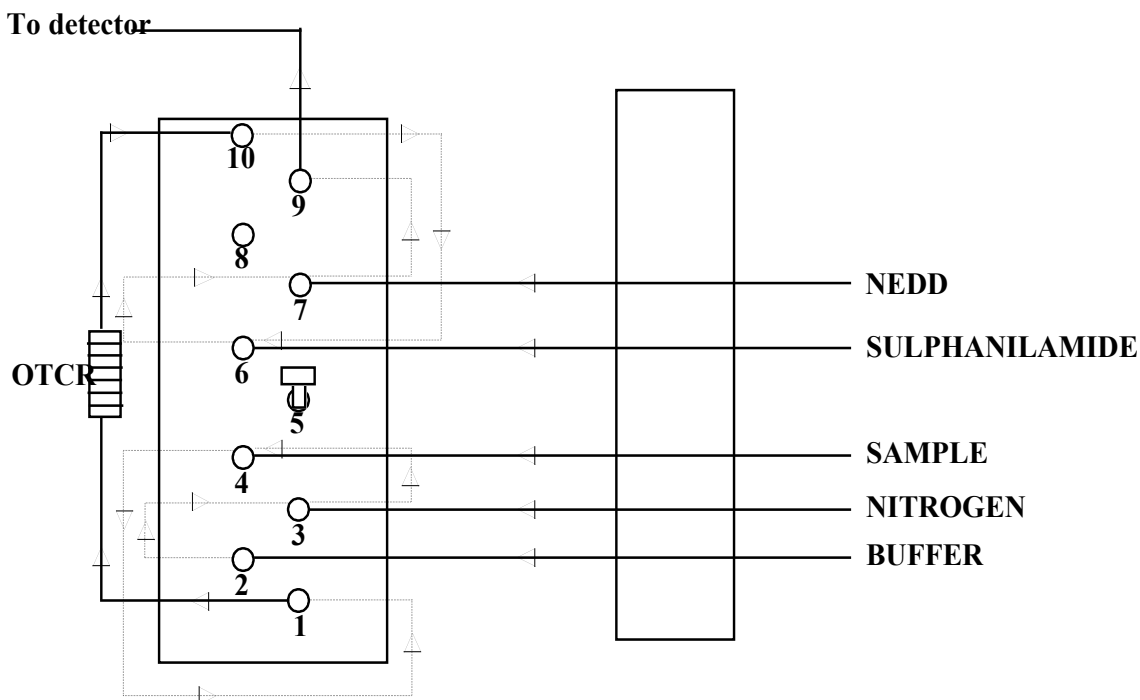 To detector
10
9
8
7
NEDD
6
SULPHANILAMIDE
OTCR
5
4
SAMPLE
3
NITROGEN
2
BUFFER
1